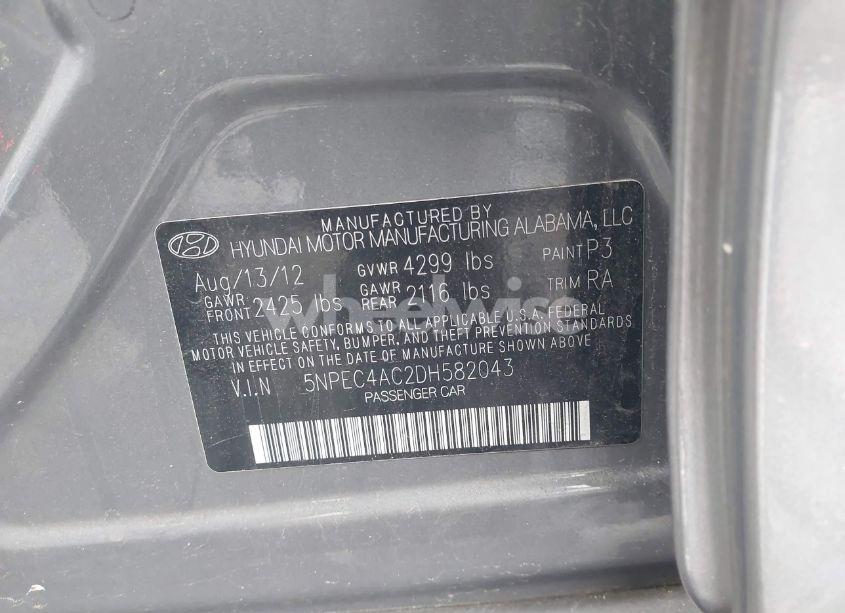 MANUFACTURED BY
HYUNDAI MOTOR MANUFACTURING ALABAMA, LLC
Aug/13/12 GVWR 4299 lbs PAINT P3
GAWR FRONT 2425 lbs GAWR REAR 2116 lbs TRIM RA
THIS VEHICLE CONFORMS TO ALL APPLICABLE U.S.A. FEDERAL
MOTOR VEHICLE SAFETY, BUMPER, AND THEFT PREVENTION STANDARDS
IN EFFECT ON THE DATE OF MANUFACTURE SHOWN ABOVE
V.I.N 5NPEC4AC2DH582043
PASSENGER CAR
wheelwise